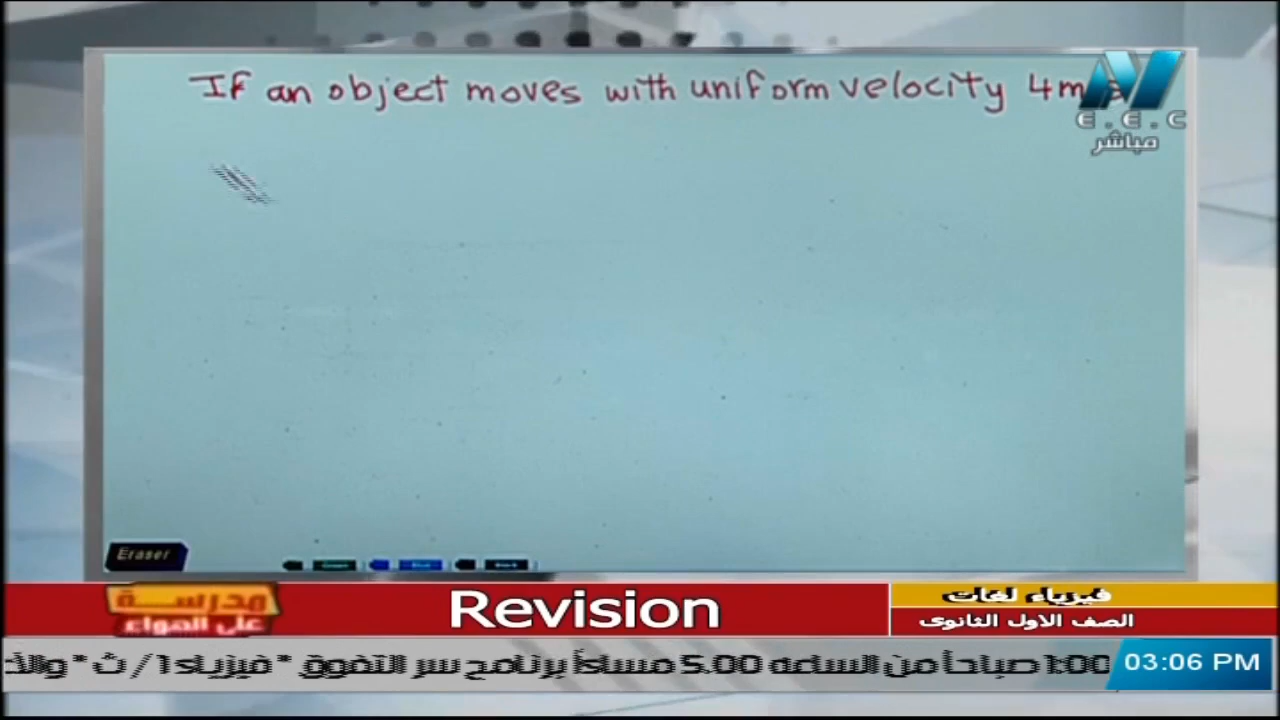 If an object moves with uniform velocity 4m
E.E.C
مباشر
Eraser
مدرسة
على الهواء
Revision
فيزياء لغات
الصف الاول الثانوى
1:00 صباحاً من الساعه 5.00 مساءاً برنامج سر التفوق " فيزياء 1/ ث " والأ
03:06 PM